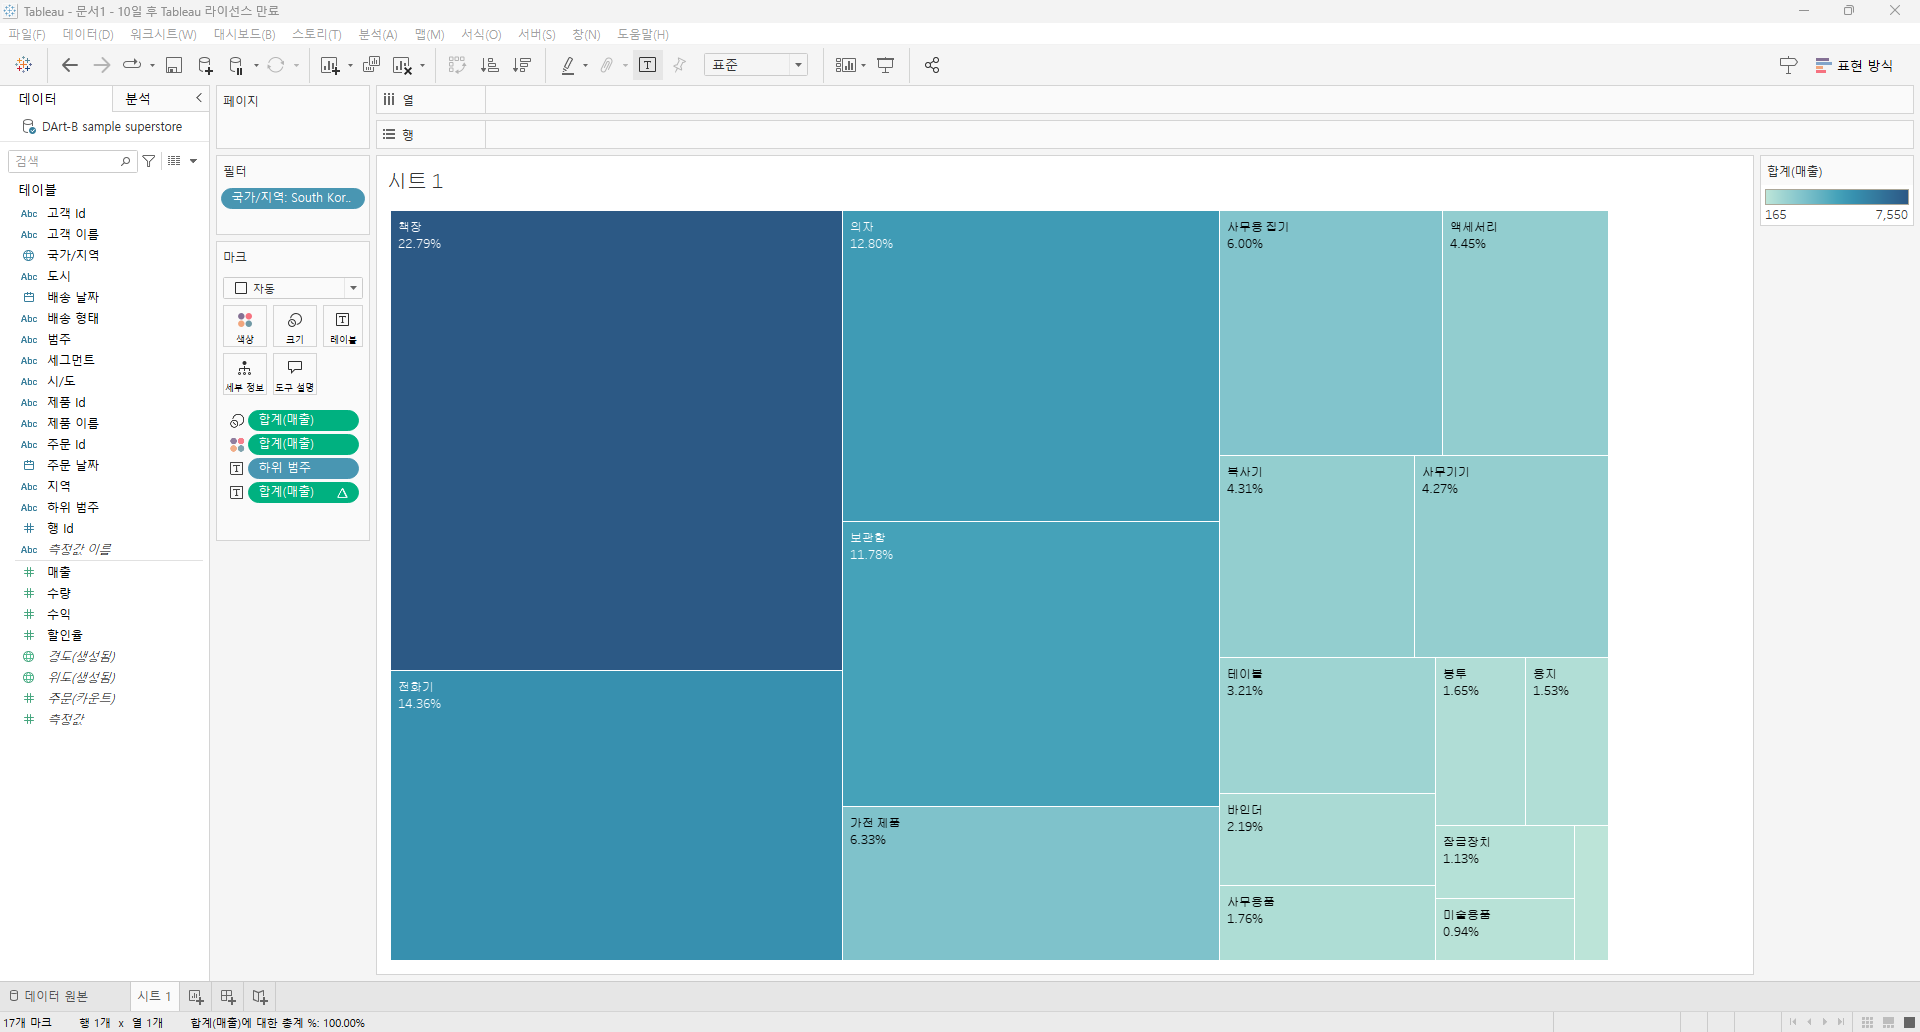 Tableau - 문서1 - 10일 후 Tableau 라이선스 만료
파일(F) 데이터(D) 워크시트(W) 대시보드(B) 스토리(T) 분석(A) 맵(M) 서식(O) 서버(S) 창(N) 도움말(H)
표준
표현 방식
데이터 분석
DArt-B sample superstore
검색
테이블
Abc 고객 Id
Abc 고객 이름
국가/지역
Abc 도시
배송 날짜
Abc 배송 형태
Abc 범주
Abc 세그먼트
Abc 시/도
Abc 제품 Id
Abc 제품 이름
Abc 주문 Id
주문 날짜
Abc 지역
Abc 하위 범주
# 행 Id
Abc 측정값 이름
# 매출
# 수량
# 수익
# 할인율
경도(생성됨)
위도(생성됨)
# 주문(카운트)
# 측정값
페이지
필터
국가/지역: South Kor..
마크
자동
색상 크기 레이블
세부 정보 도구 설명
합계(매출)
합계(매출)
하위 범주
합계(매출) △
열
행
시트 1
책장
22.79%
전화기
14.36%
의자
12.80%
보관함
11.78%
가전 제품
6.33%
사무용 집기
6.00%
액세서리
4.45%
복사기
4.31%
사무기기
4.27%
테이블
3.21%
바인더
2.19%
사무용품
1.76%
봉투
1.65%
용지
1.53%
잠금장치
1.13%
미술용품
0.94%
합계(매출)
165 7,550
데이터 원본 시트 1
17개 마크 행 1개 x 열 1개 합계(매출)에 대한 총계 %: 100.00%